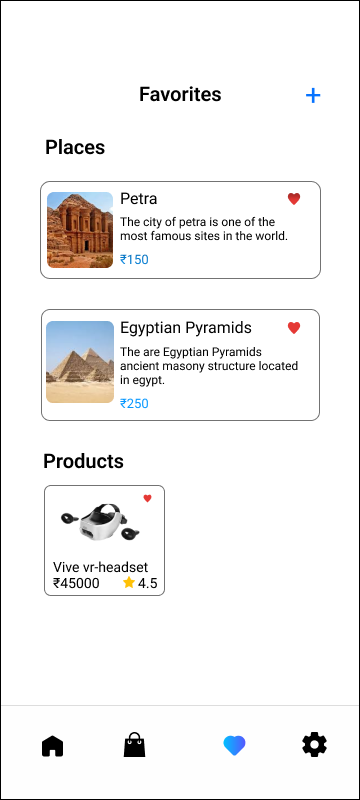 Favorites
Places
Petra
The city of petra is one of the
most famous sites in the world.
₹150
Egyptian Pyramids
The are Egyptian Pyramids
ancient masony structure located
in egypt.
₹250
Products
Vive vr-headset
₹45000 4.5